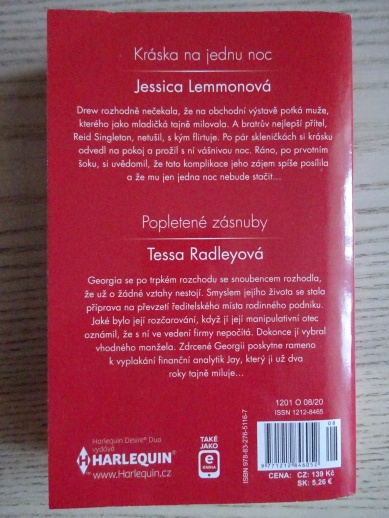 Kráska na jednu noc
Jessica Lemmonová
Drew rozhodně nečekala, že na obchodní výstavě potká muže,
kterého jako mladičká tajně milovala. A bratrův nejlepší přítel,
Reid Singleton, netušil, s kým flirtuje. Po pár skleničkách si krásku
odvedl na pokoj a prožil s ní vášnivou noc. Ráno, po prvotním
šoku, si uvědomil, že tato komplikace jeho zájem spíše posílila
a že mu jen jedna noc nebude stačit...
Popletené zásnuby
Tessa Radleyová
Georgia se po trpkém rozchodu se snoubencem rozhodla,
že už o žádné vztahy nestojí. Smyslem jejího života se stala
příprava na převzetí ředitelského místa rodinného podniku.
Jaké bylo její rozčarování, když jí její manipulativní otec
oznámil, že s ní ve vedení firmy nepočítá. Dokonce jí vybral
vhodného manžela. Zdrcené Georgii poskytne rameno
k vyplakání finanční analytik Jay, který ji už dva
roky tajně miluje...
Harlequin Desire® Duo
vydává
HARLEQUIN®
www.Harlequin.cz
TAKÉ
JAKO
e
KNIHA
ISBN 978-83-276-5116-7
1201 O 08/20
ISSN 1212-8465
08
9 771212 846052
CENA: CZ: 139 Kč
SK: 5,26 €